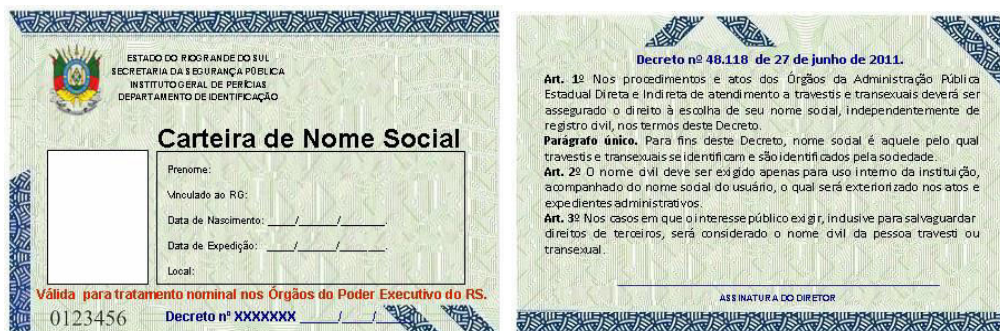 ESTADO DO RIO GRANDE DO SUL
SECRETARIA DA SEGURANÇA PÚBLICA
INSTITUTO GERAL DE PERÍCIAS
DEPARTAMENTO DE IDENTIFICAÇÃO
Carteira de Nome Social
Prenome:
Vinculado ao RG:
Data de Nascimento: ____/______/______.
Data de Expedição: ____/______/______.
Local:
Válida para tratamento nominal nos Órgãos do Poder Executivo do RS.
0123456
Decreto nº XXXXXXX ______/____/____
Decreto nº 48.118 de 27 de junho de 2011.
Art. 1º Nos procedimentos e atos dos Órgãos da Administração Pública
Estadual Direta e Indireta de atendimento a travestis e transexuais deverá ser
assegurado o direito à escolha de seu nome social, independentemente de
registro civil, nos termos deste Decreto.
Parágrafo único. Para fins deste Decreto, nome social é aquele pelo qual
travestis e transexuais se identificam e são identificados pela sociedade.
Art. 2º O nome civil deve ser exigido apenas para uso interno da instituição,
acompanhado do nome social do usuário, o qual será exteriorizado nos atos e
expedientes administrativos.
Art. 3º Nos casos em que o interesse público exigir, inclusive para salvaguardar
direitos de terceiros, será considerado o nome civil da pessoa travesti ou
transexual.
ASSINATURA DO DIRETOR